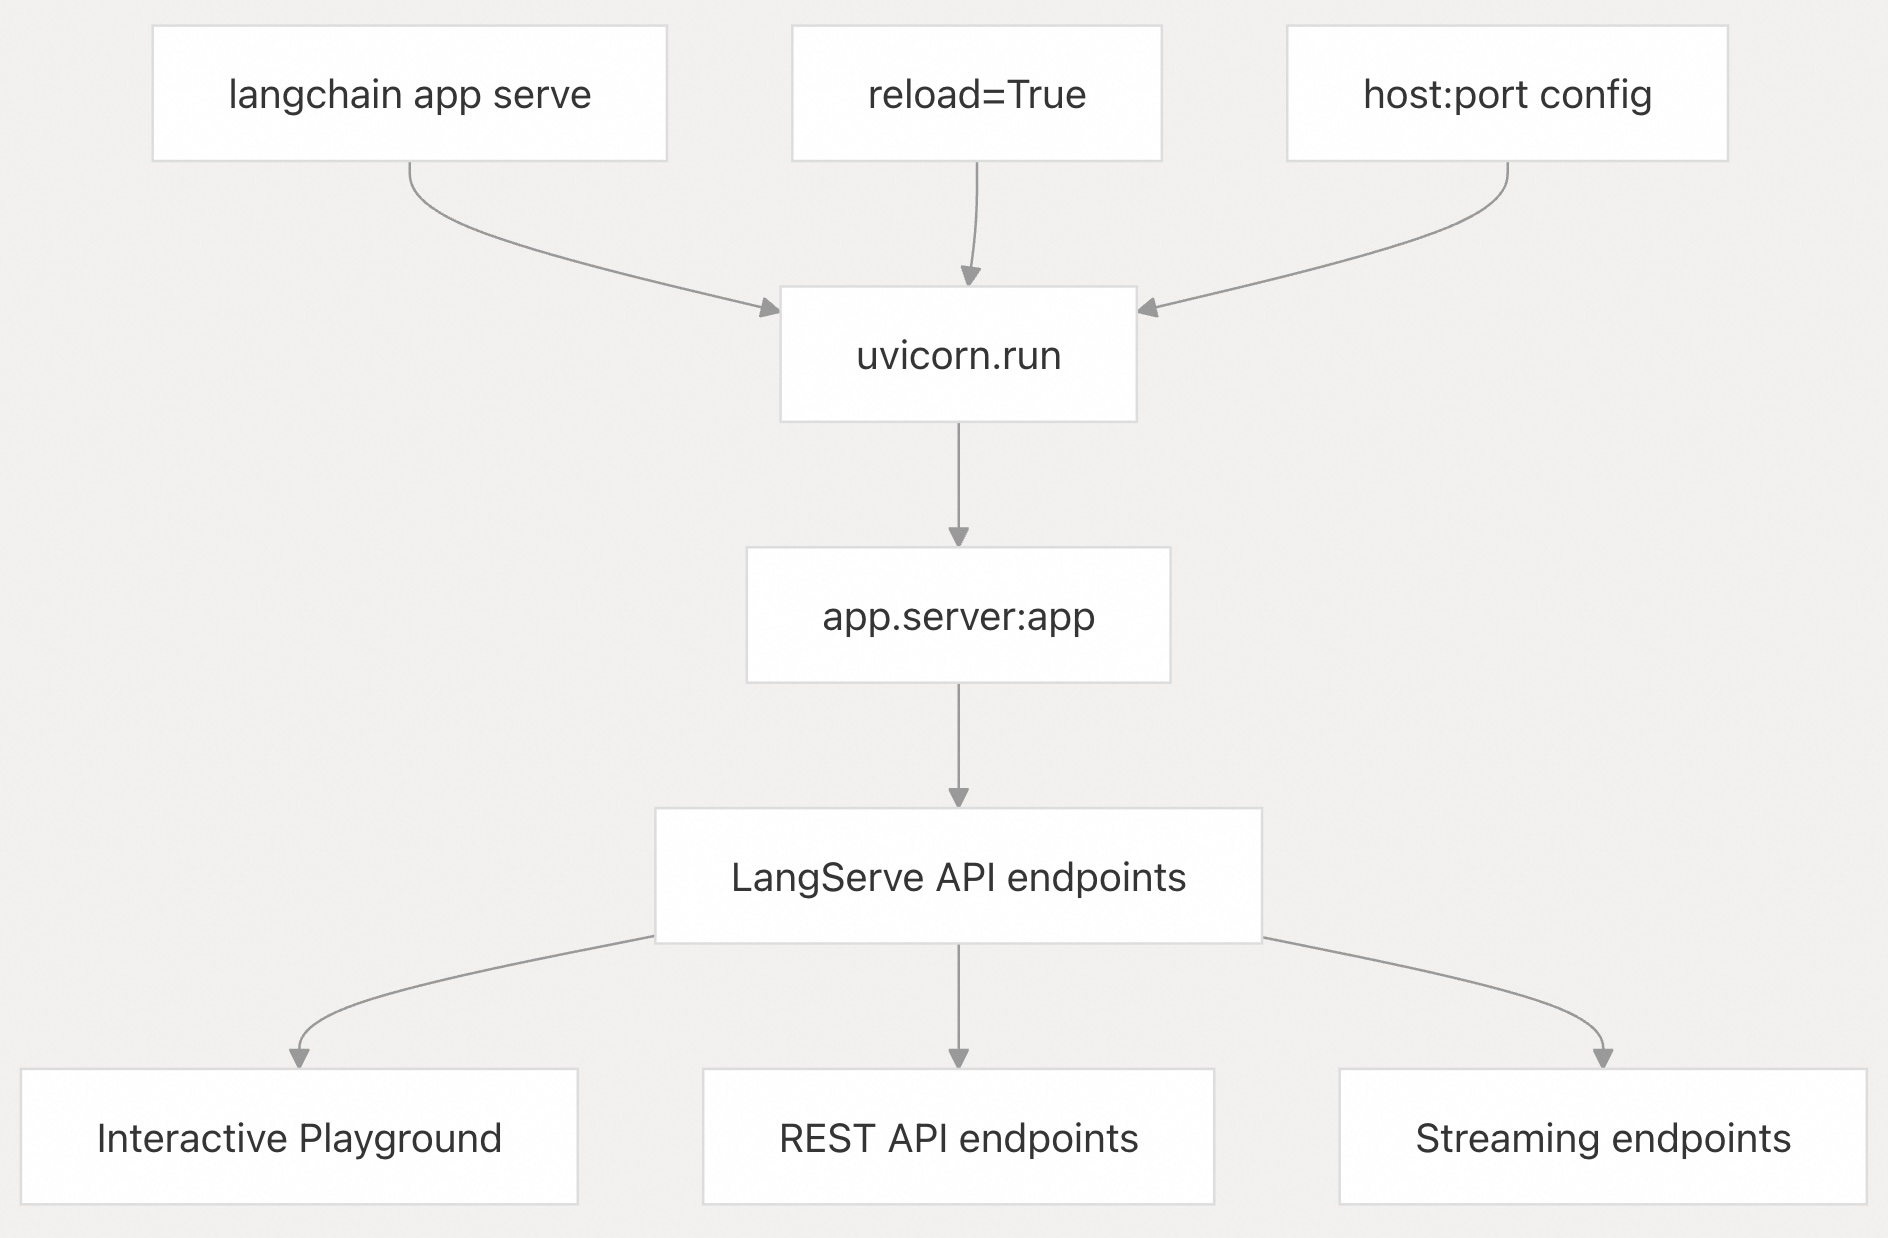 langchain app serve
reload=True
host:port config
uvicorn.run
app.server:app
LangServe API endpoints
Interactive Playground
REST API endpoints
Streaming endpoints